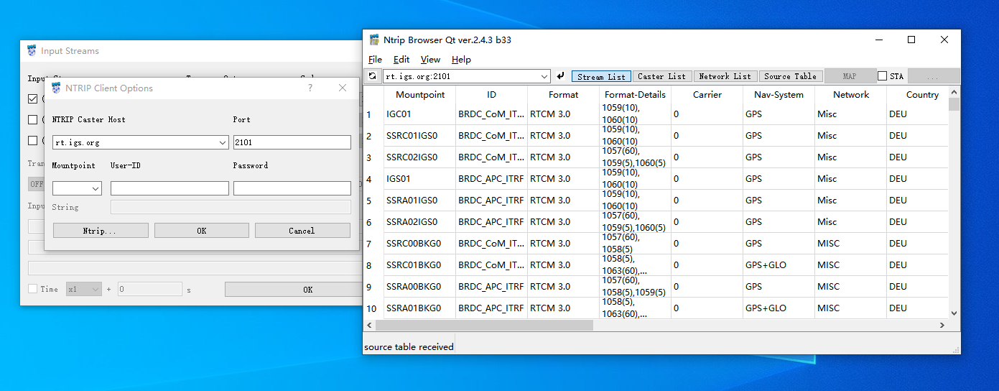 Input Streams
Input
NTRIP Client Options
?
NTRIP Caster Host Port
rt.igs.org 2101
Mountpoint User-ID Password
OFF
String
Ntrip... OK Cancel
Time x1 + 0 s OK
Ntrip Browser Qt ver.2.4.3 b33
File Edit View Help
rt.igs.org:2101 Stream List Caster List Network List Source Table MAP STA ...
Mountpoint ID Format Format-Details Carrier Nav-System Network Country
1 IGC01 BRDC_CoM_IT... RTCM 3.0 1059(10), 1060(10) 0 GPS Misc DEU
2 SSRC01IGS0 BRDC_CoM_IT... RTCM 3.0 1059(10), 1060(10) 0 GPS Misc DEU
3 SSRC02IGS0 BRDC_CoM_IT... RTCM 3.0 1057(60), 1059(5),1060(5) 0 GPS Misc DEU
4 IGS01 BRDC_APC_ITRF RTCM 3.0 1059(10), 1060(10) 0 GPS Misc DEU
5 SSRA01IGS0 BRDC_APC_ITRF RTCM 3.0 1059(10), 1060(10) 0 GPS Misc DEU
6 SSRA02IGS0 BRDC_APC_ITRF RTCM 3.0 1057(60), 1059(5),1060(5) 0 GPS Misc DEU
7 SSRC00BKG0 BRDC_CoM_IT... RTCM 3.0 1057(60), 1058(5) 0 GPS MISC DEU
8 SSRC01BKG0 BRDC_CoM_IT... RTCM 3.0 1058(5), 1063(60),... 0 GPS+GLO MISC DEU
9 SSRA00BKG0 BRDC_APC_ITRF RTCM 3.0 1057(60), 1058(5),1059(5) 0 GPS MISC DEU
10 SSRA01BKG0 BRDC_APC_ITRF RTCM 3.0 1058(5), 1063(60),... 0 GPS+GLO MISC DEU
source table received